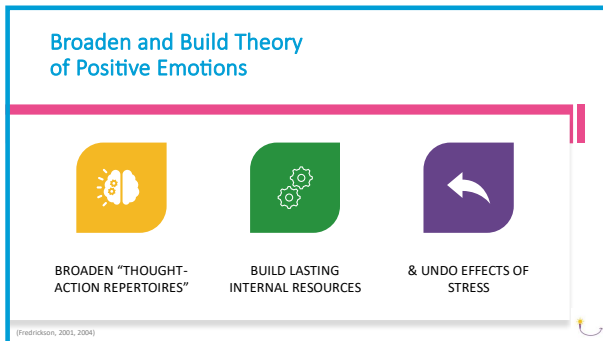 Broaden and Build Theory
of Positive Emotions
BROADEN “THOUGHT-
ACTION REPERTOIRES”
BUILD LASTING
INTERNAL RESOURCES
& UNDO EFFECTS OF
STRESS
(Fredrickson, 2001, 2004)